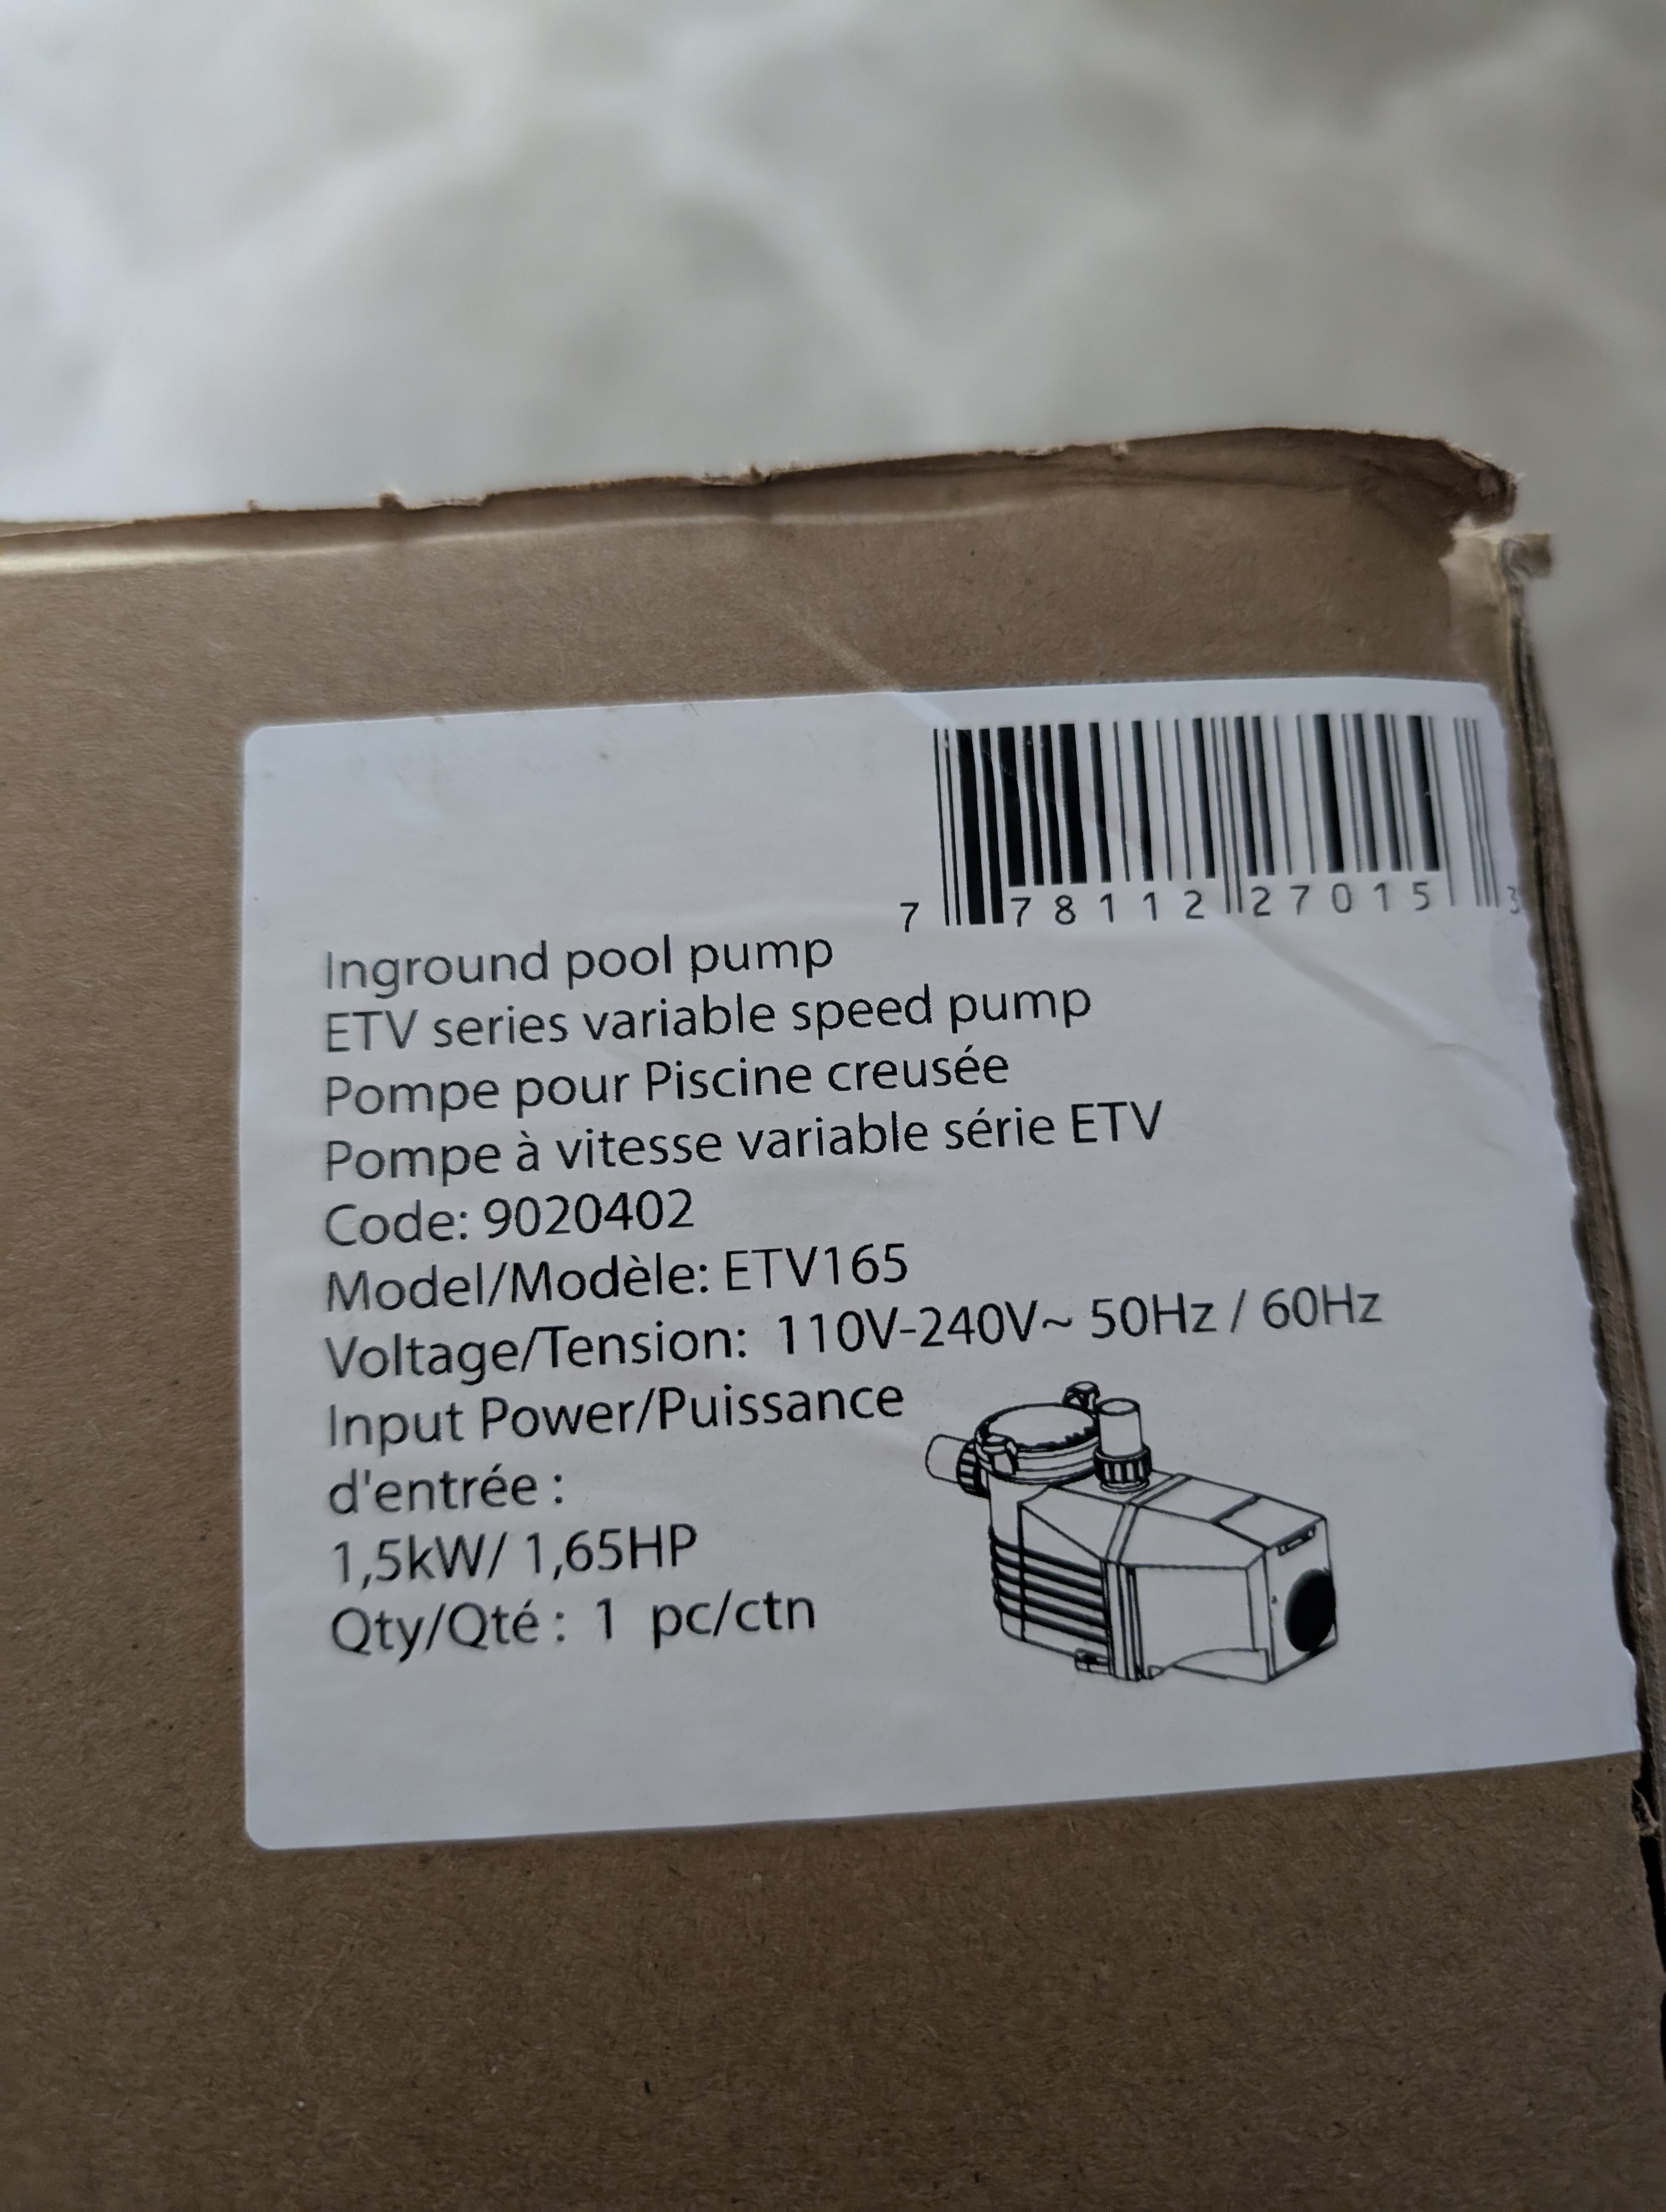 7 78112 27015 3
Inground pool pump
ETV series variable speed pump
Pompe pour Piscine creusée
Pompe à vitesse variable série ETV
Code: 9020402
Model/Modèle: ETV165
Voltage/Tension: 110V-240V~ 50Hz / 60Hz
Input Power/Puissance
d'entrée :
1,5kW/ 1,65HP
Qty/Qté : 1 pc/ctn